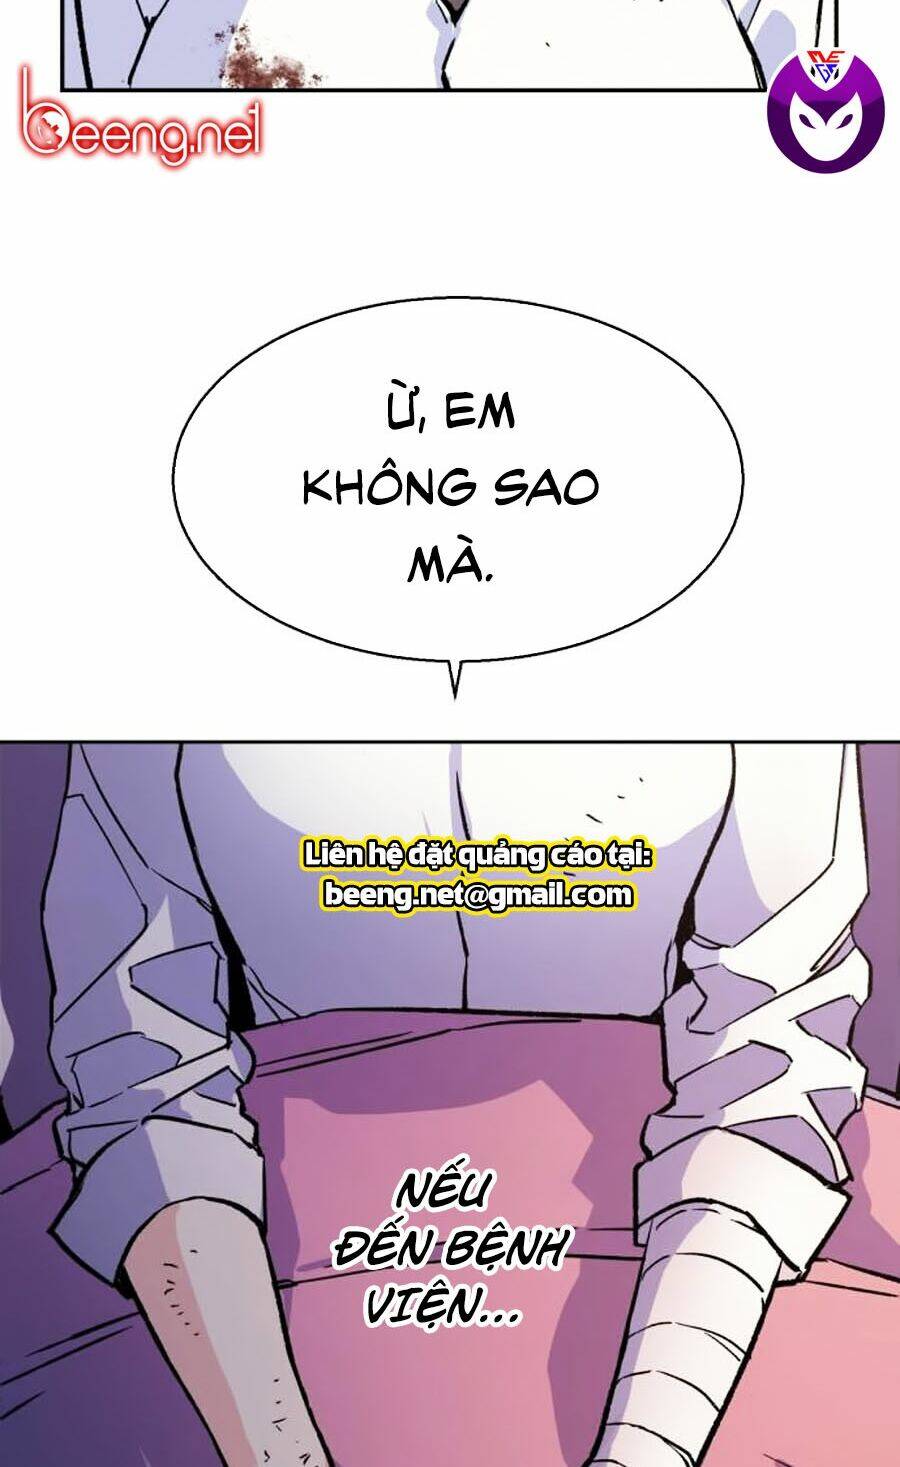 beeng.net
Ừ, EM
KHÔNG SAO
MÀ.
Liên hệ đặt quảng cáo tại:
beeng.net@gmail.com
NẾU
ĐẾN BỆNH
VIỆN...